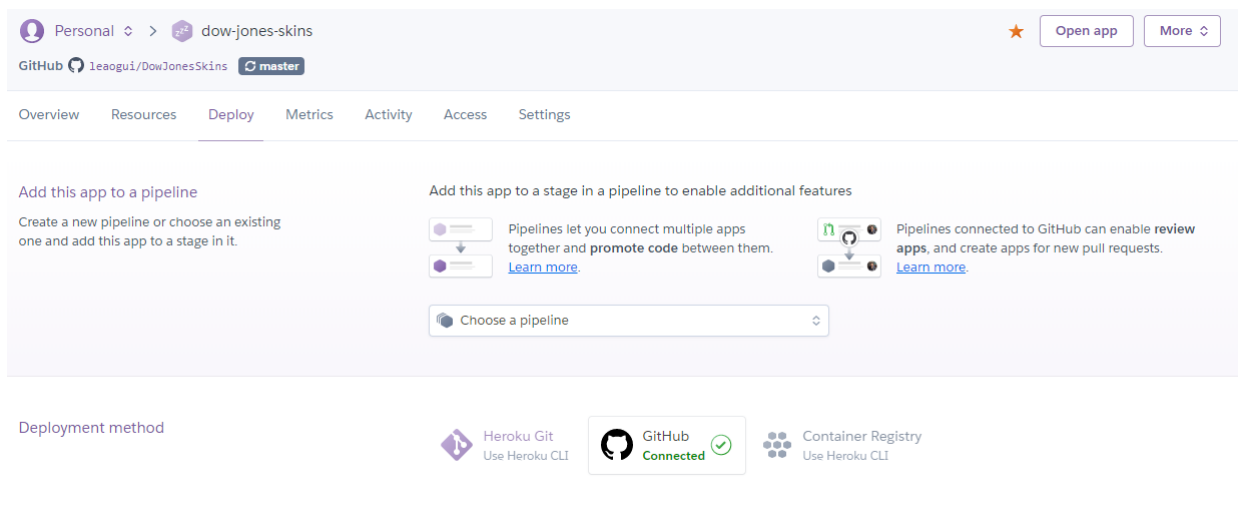 Personal > dow-jones-skins
Open app
More
GitHub leaogui/DowJonesSkins master
Overview Resources Deploy Metrics Activity Access Settings
Add this app to a pipeline
Create a new pipeline or choose an existing
one and add this app to a stage in it.
Add this app to a stage in a pipeline to enable additional features
Pipelines let you connect multiple apps
together and promote code between them.
Learn more.
Pipelines connected to GitHub can enable review
apps, and create apps for new pull requests.
Learn more.
Choose a pipeline
Deployment method
Heroku Git
Use Heroku CLI
GitHub
Connected
Container Registry
Use Heroku CLI